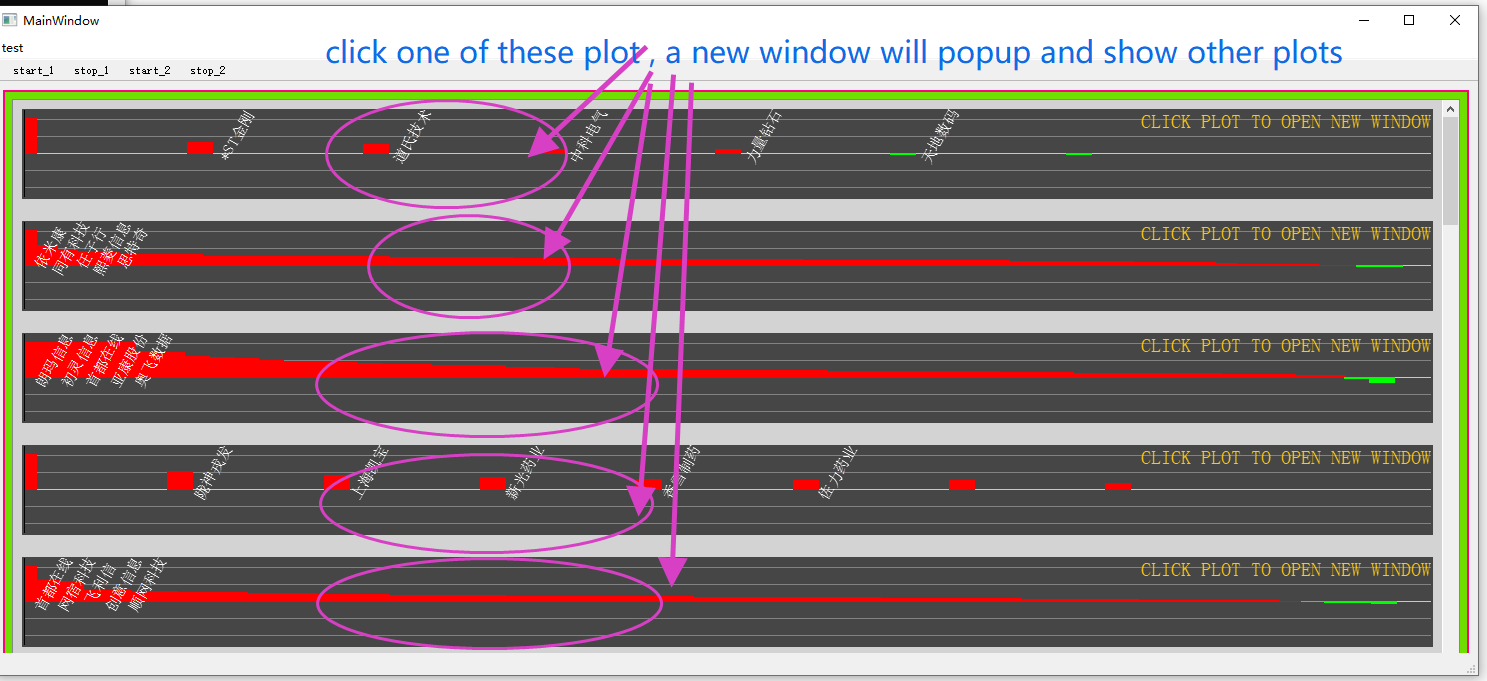 MainWindow
test
click one of these plot , a new window will popup and show other plots
start_1 stop_1 start_2 stop_2
*ST金刚 道氏技术 中科电气 力量钻石 天地数码 CLICK PLOT TO OPEN NEW WINDOW
依米康 同有科技 任子行 熙菱信息 思特奇 CLICK PLOT TO OPEN NEW WINDOW
朗玛信息 初灵信息 首都在线 亚康股份 奥飞数据 CLICK PLOT TO OPEN NEW WINDOW
陇神戎发 上海凯宝 新光药业 香雪制药 佐力药业 CLICK PLOT TO OPEN NEW WINDOW
首都在线 网宿科技 飞利信 创意信息 顺网科技 CLICK PLOT TO OPEN NEW WINDOW